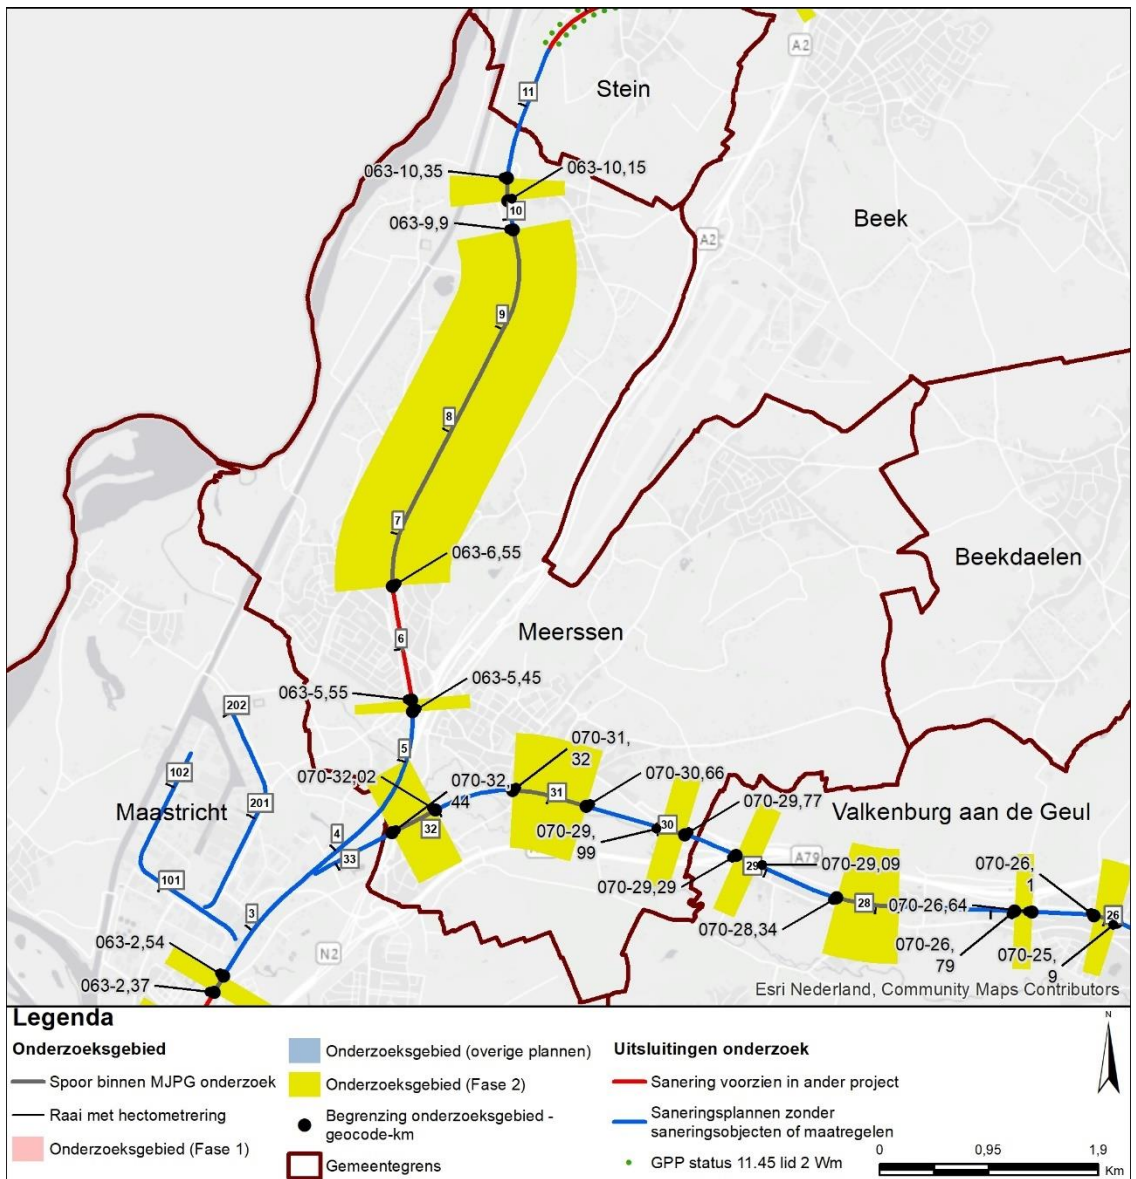 A2
Stein
11
063-10,35
063-10,15
10
063-9,9
Beek
A2
9
8
7
063-6,55
Beekdaelen
Meerssen
6
063-5,55
063-5,45
202
5
102
070-32,02
070-32,
44
070-31,
32
070-30,66
31
Maastricht
201
32
070-29,
99
30
070-29,77
Valkenburg aan de Geul
4
33
A79
29
070-29,09
070-26,
1
101
070-29,29
28
070-26,64
26
3
070-28,34
070-26,
79
070-25,
9
063-2,54
N2
063-2,37
Esri Nederland, Community Maps Contributors
Legenda
Onderzoeksgebied
Spoor binnen MJPG onderzoek
Raai met hectometrering
Onderzoeksgebied (Fase 1)
Onderzoeksgebied (overige plannen)
Onderzoeksgebied (Fase 2)
Begrenzing onderzoeksgebied -
geocode-km
Gemeentegrens
Uitsluitingen onderzoek
Sanering voorzien in ander project
Saneringsplannen zonder
saneringsobjecten of maatregelen
GPP status 11.45 lid 2 Wm
N
0 0,95 1,9
Km